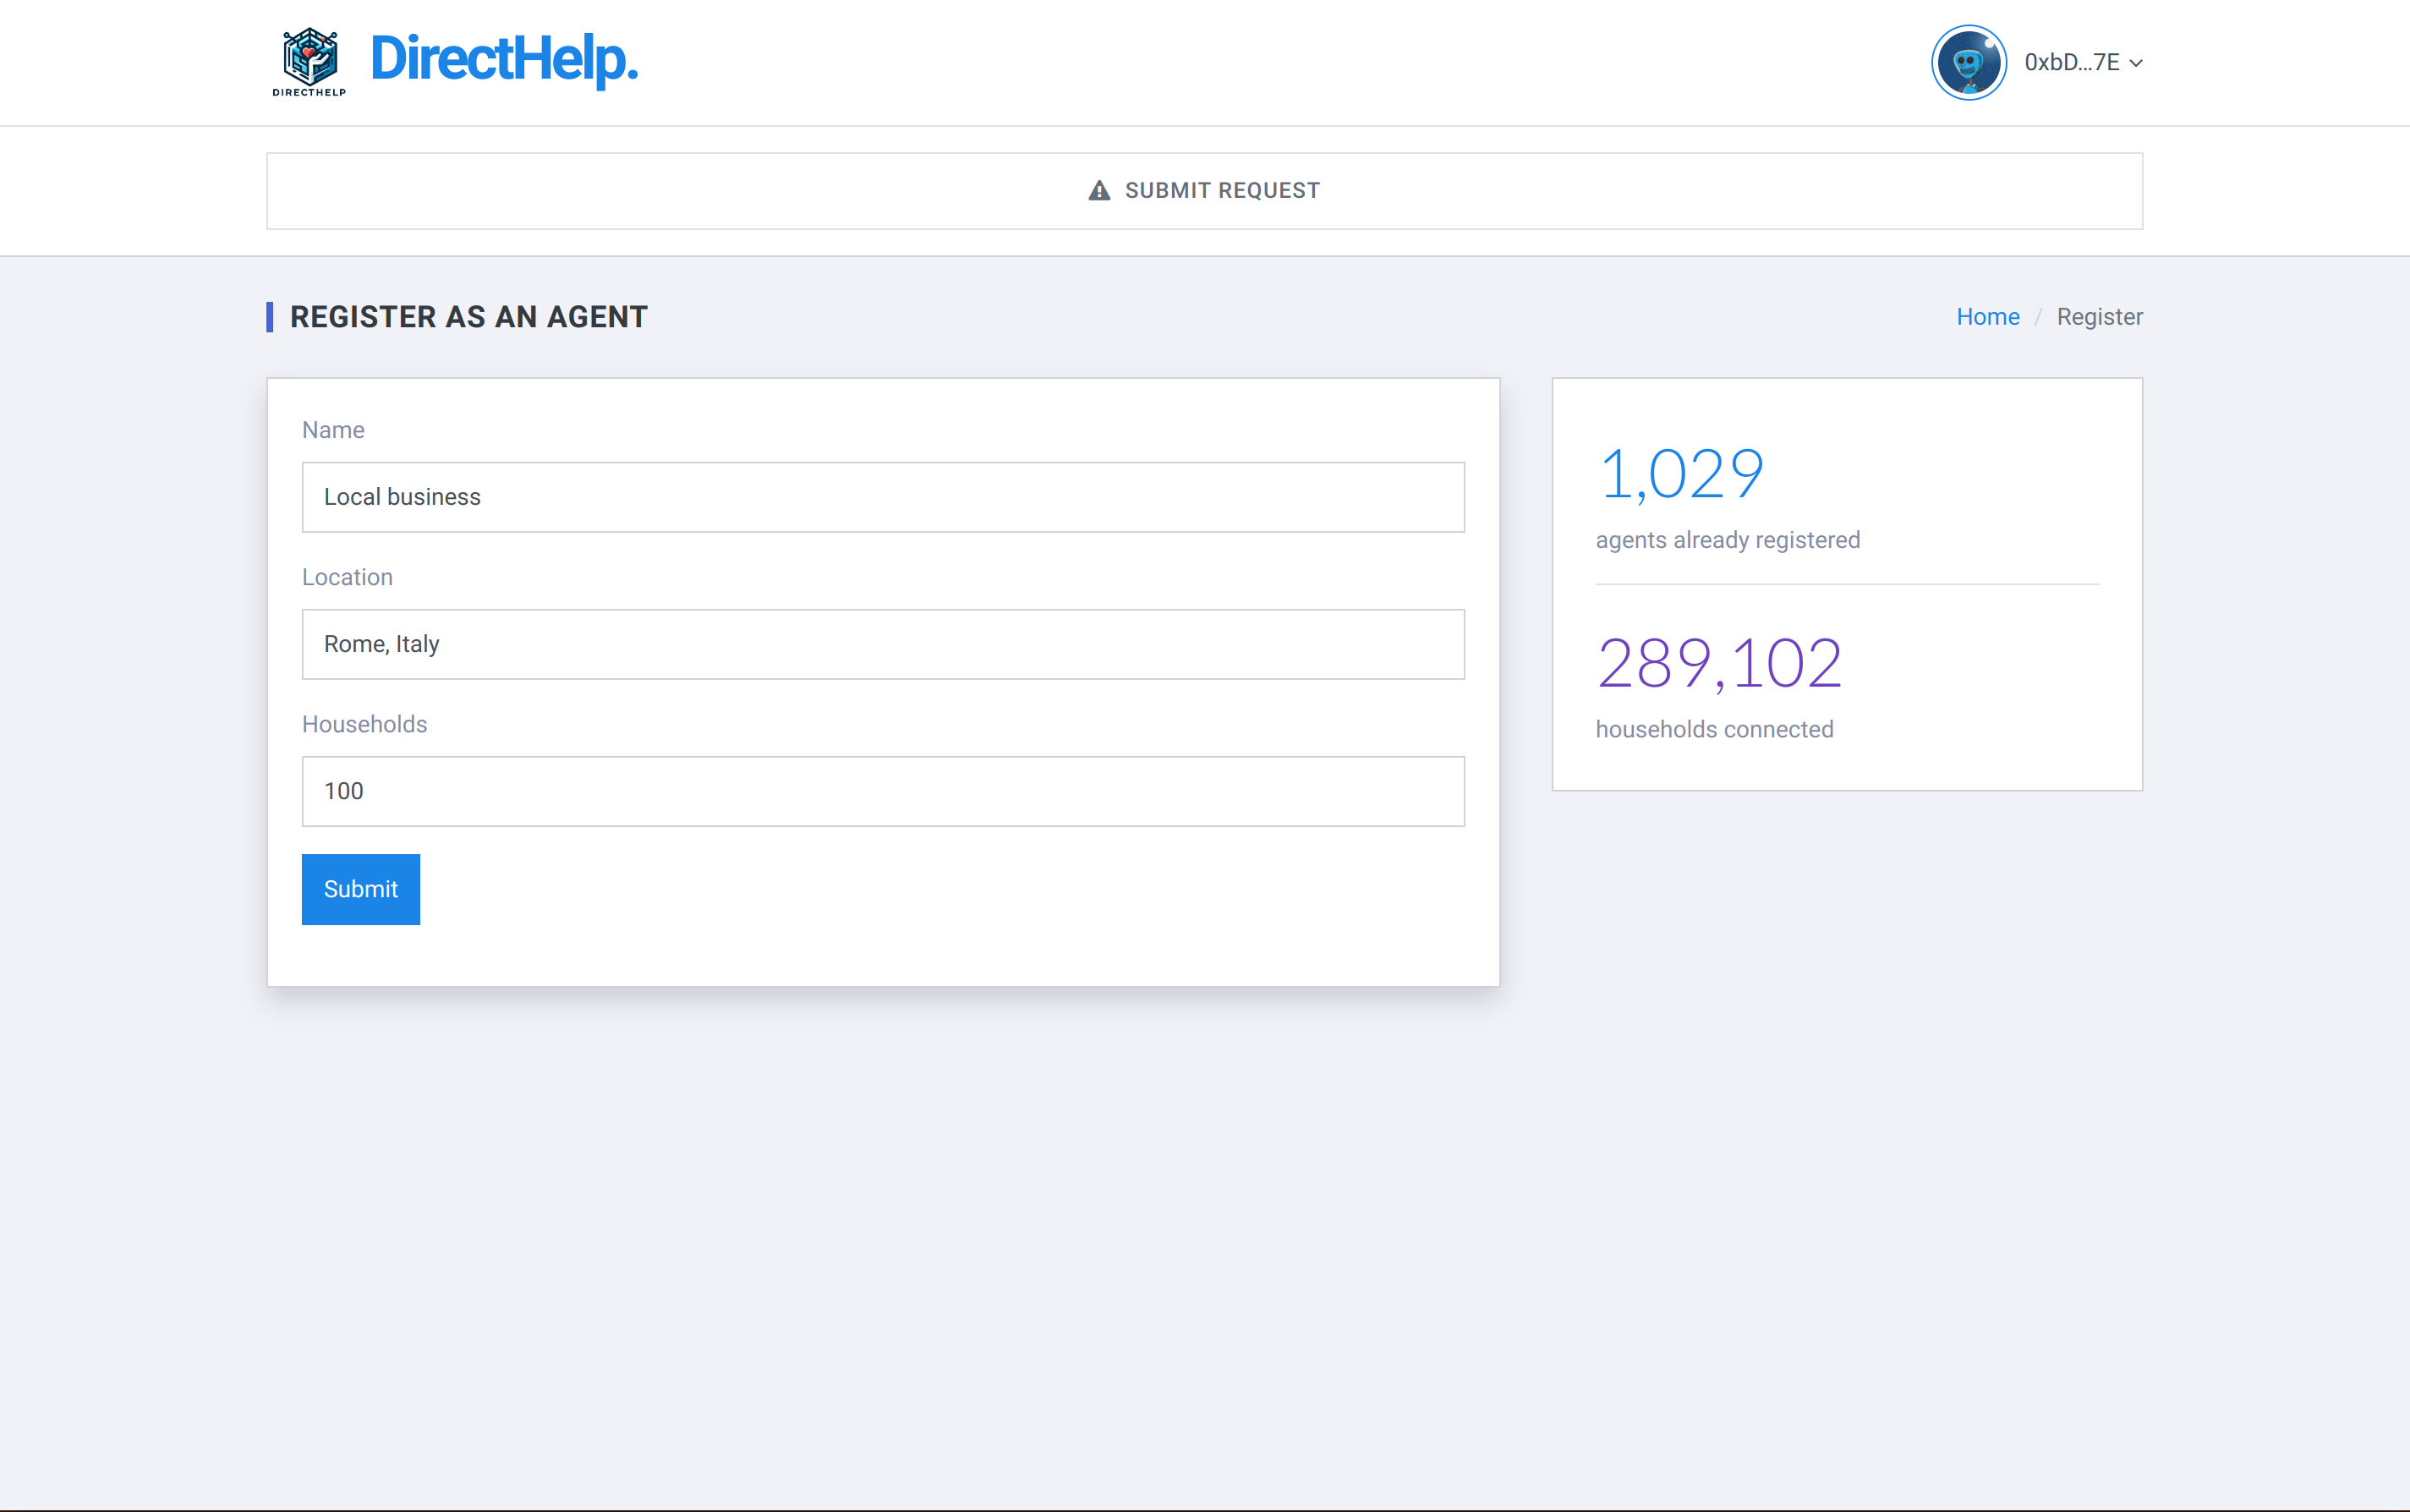 DIRECTHELP
DirectHelp.
0xbD...7E
SUBMIT REQUEST
REGISTER AS AN AGENT
Home / Register
Name
Local business
Location
Rome, Italy
Households
100
Submit
1,029
agents already registered
289,102
households connected